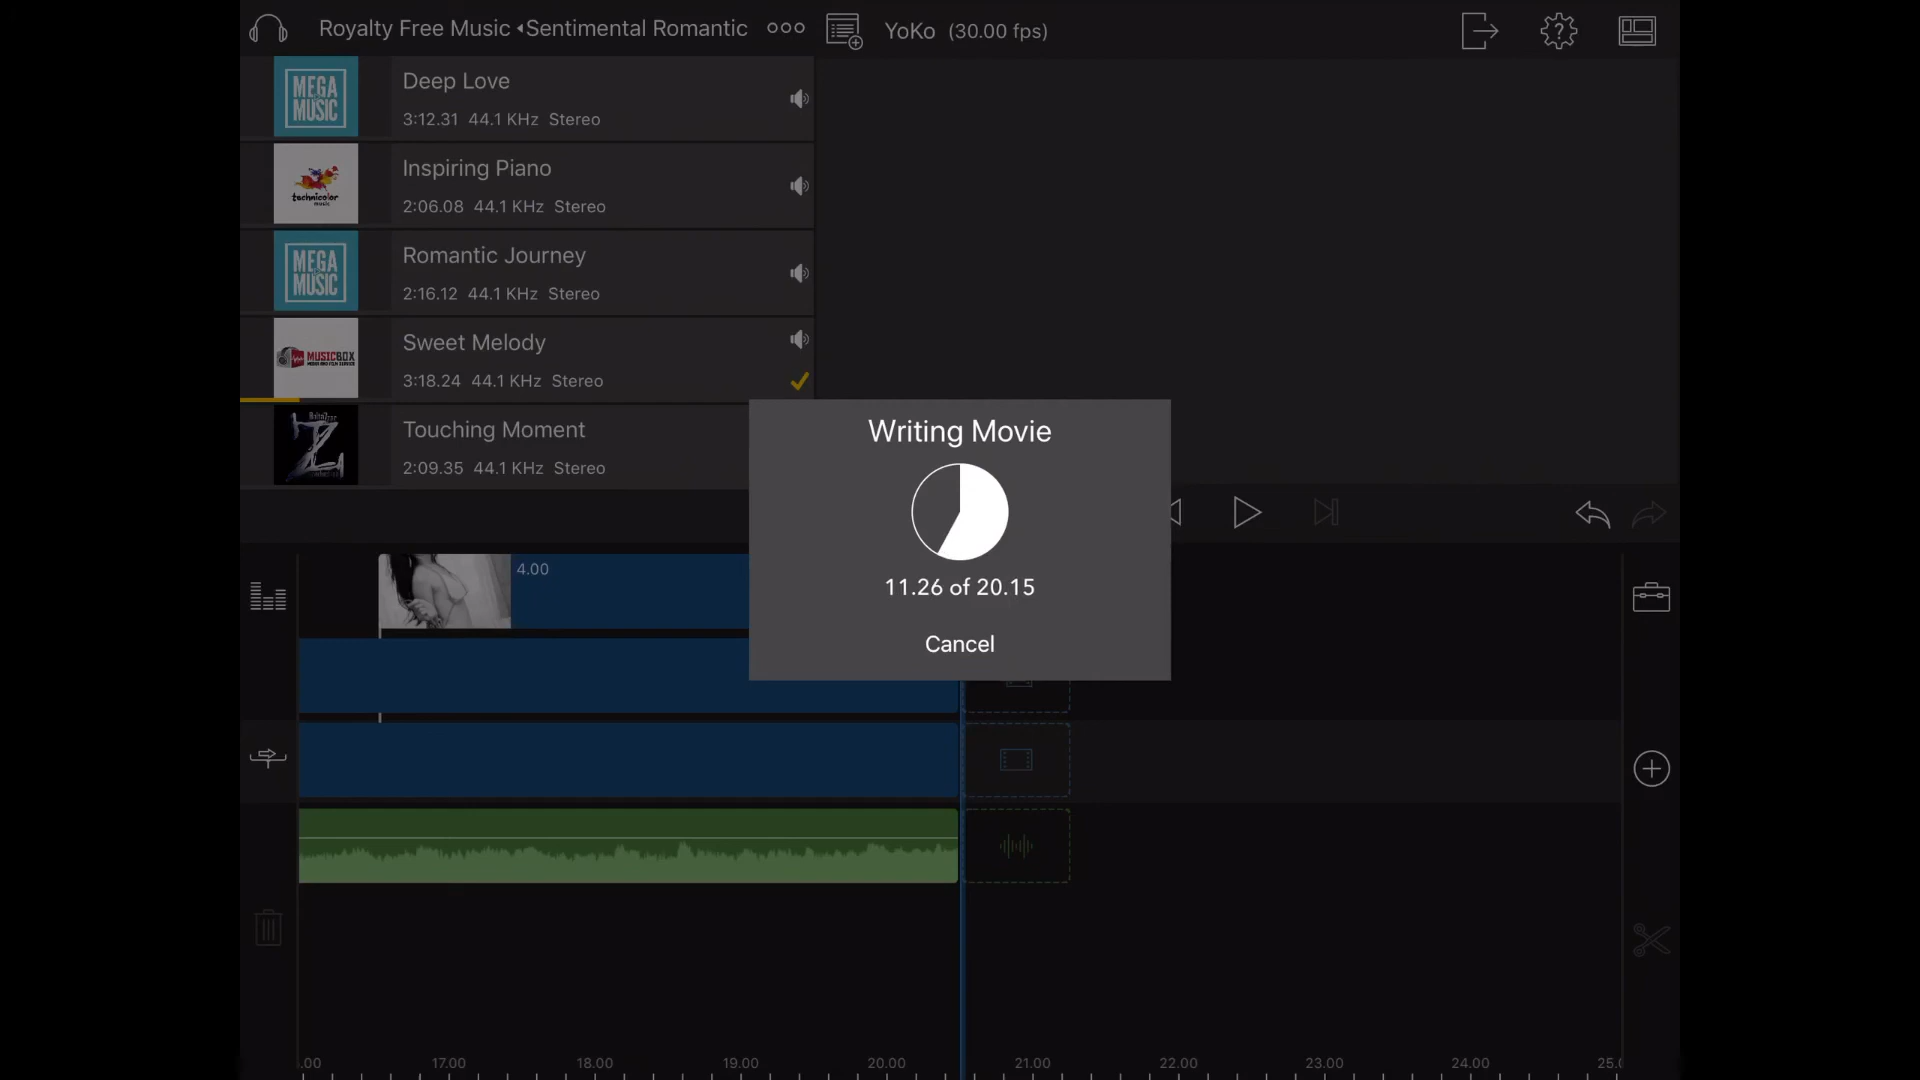 Royalty Free Music Sentimental Romantic
YoKo (30.00 fps)
MEGA
MUSIC
Deep Love
3:12.31 44.1 KHz Stereo
technicolor
music
Inspiring Piano
2:06.08 44.1 KHz Stereo
MEGA
MUSIC
Romantic Journey
2:16.12 44.1 KHz Stereo
MUSICBOX
Sweet Melody
3:18.24 44.1 KHz Stereo
Z
Touching Moment
2:09.35 44.1 KHz Stereo
Writing Movie
11.26 of 20.15
Cancel
4.00
.00 17.00 18.00 19.00 20.00 21.00 22.00 23.00 24.00 25.